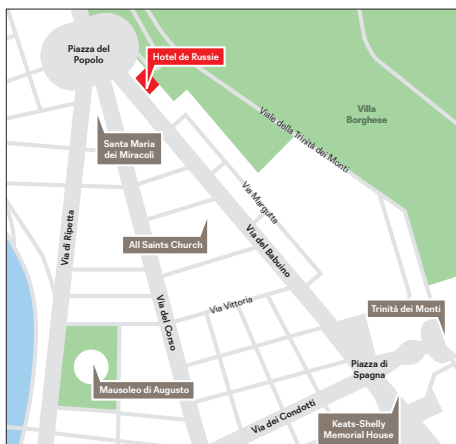 Piazza del
Popolo
Hotel de Russie
Villa
Borghese
Viale della Trinità dei Monti
Santa Maria
dei Miracoli
Via Margutta
Via di Ripetta
All Saints Church
Via del Babuino
Via del Corso
Via Vittoria
Trinità dei Monti
Piazza di
Spagna
Mausoleo di Augusto
Via dei Condotti
Keats-Shelly
Memorial House